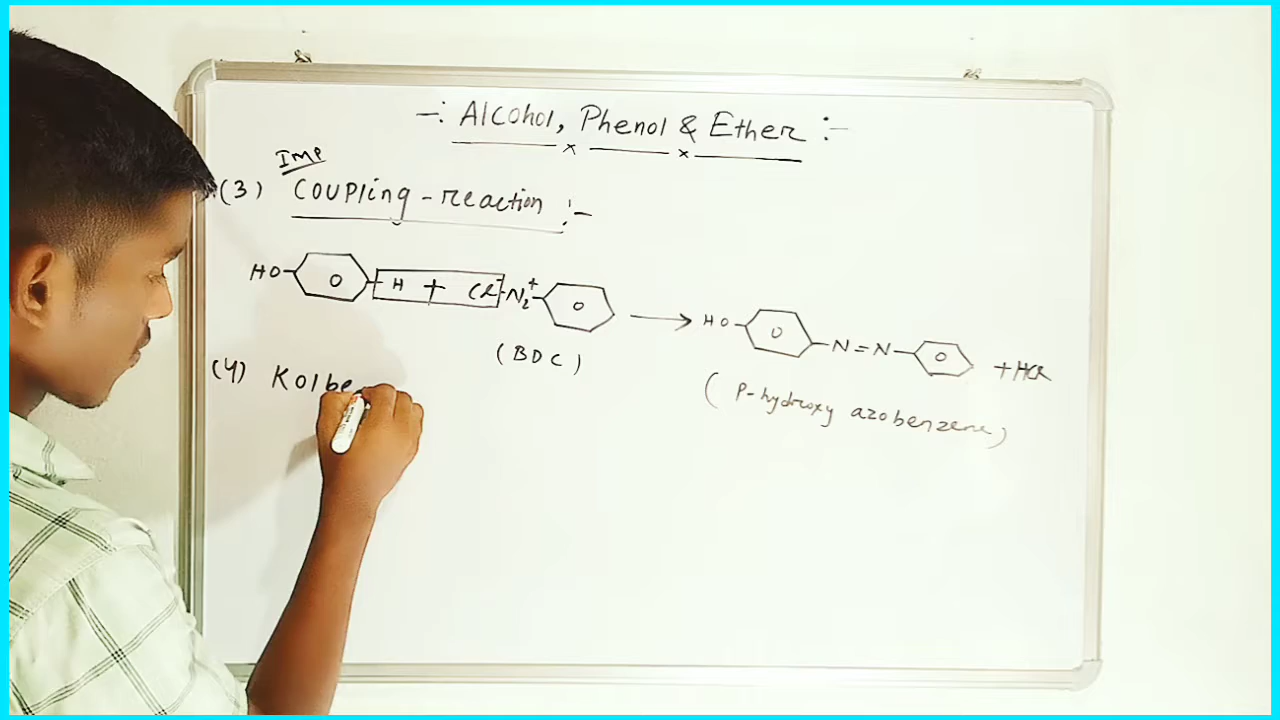 -: Alcohol, Phenol & Ether :-
Imp
(3) Coupling-reaction :-
HO H + Cl N₂⁺ → HO N=N + HCl
(BDC)
(P-hydroxy azobenzene)
(4) Kolbe